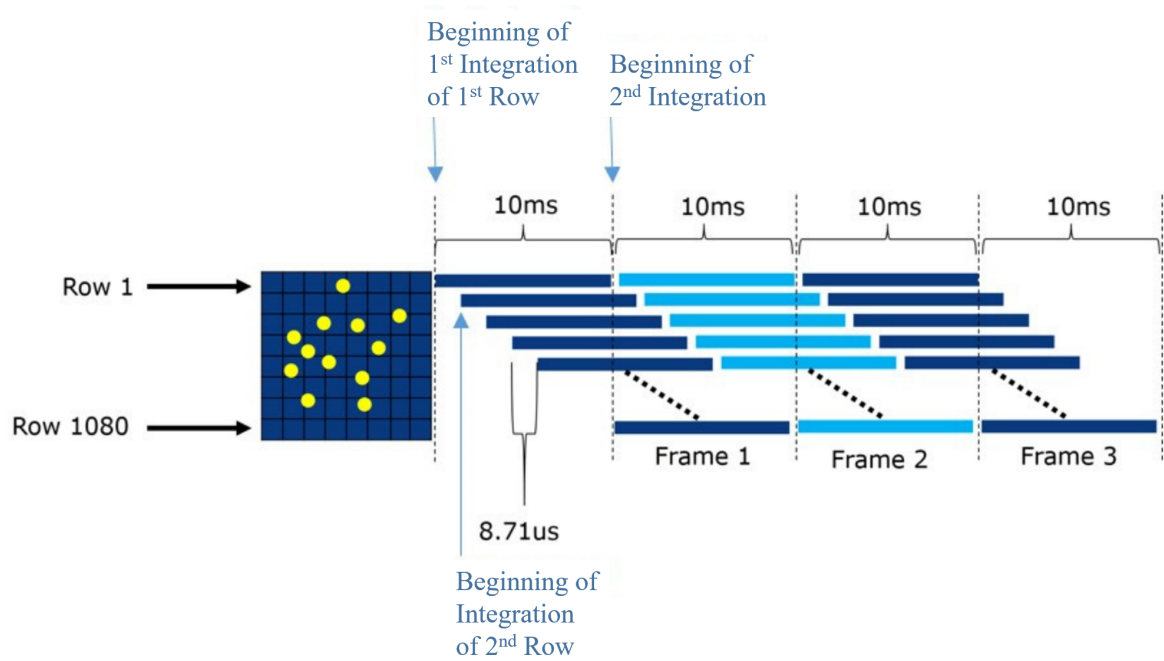 Beginning of
1st Integration
of 1st Row
Beginning of
2nd Integration
10ms
10ms
10ms
10ms
Row 1
Row 1080
Frame 1
Frame 2
Frame 3
8.71us
Beginning of
Integration
of 2nd Row